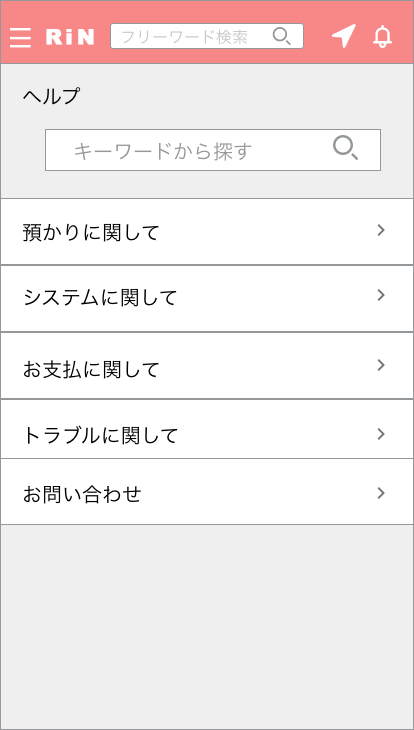 RiN
フリーワード検索
ヘルプ
キーワードから探す
預かりに関して
システムに関して
お支払に関して
トラブルに関して
お問い合わせ